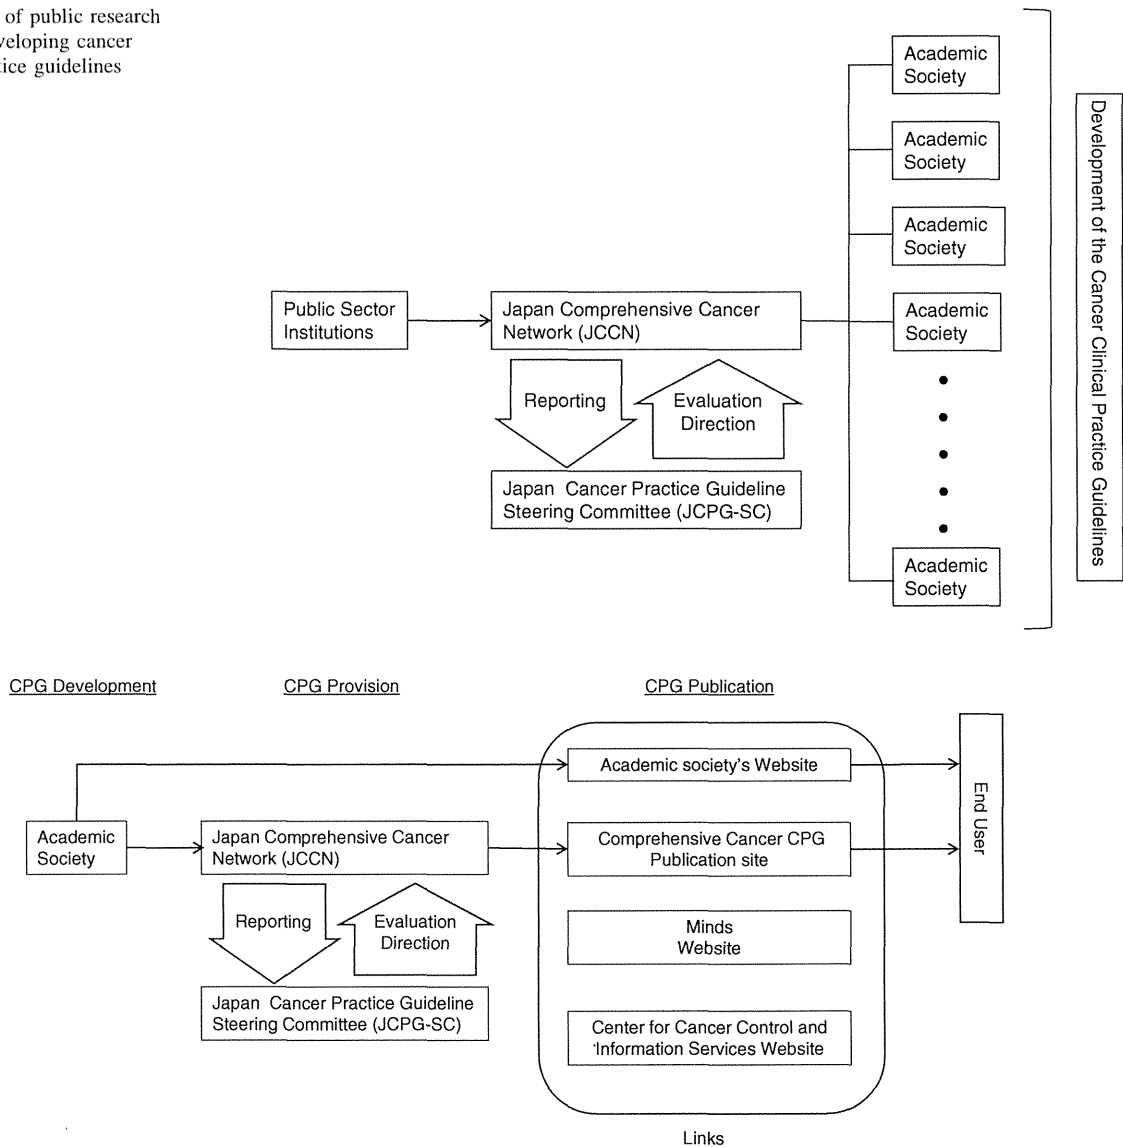 of public research
veloping cancer
tice guidelines
Academic
Society
Academic
Society
Academic
Society
Public Sector
Institutions
Japan Comprehensive Cancer
Network (JCCN)
Academic
Society
Reporting
Evaluation
Direction
Japan Cancer Practice Guideline
Steering Committee (JCPG-SC)
Academic
Society
Development of the Cancer Clinical Practice Guidelines
CPG Development
CPG Provision
CPG Publication
Academic society's Website
Academic
Society
Japan Comprehensive Cancer
Network (JCCN)
Comprehensive Cancer CPG
Publication site
End User
Reporting
Evaluation
Direction
Minds
Website
Japan Cancer Practice Guideline
Steering Committee (JCPG-SC)
Center for Cancer Control and
Information Services Website
Links